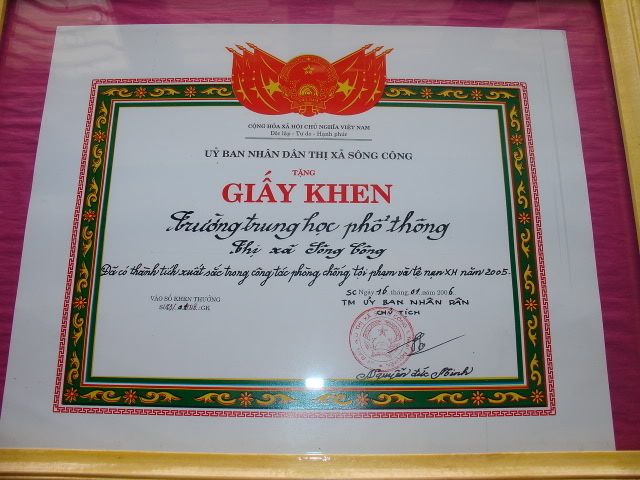 CỘNG HÒA XÃ HỘI CHỦ NGHĨA VIỆT NAM
Độc lập - Tự do - Hạnh phúc
UỶ BAN NHÂN DÂN THỊ XÃ SÔNG CÔNG
TẶNG
GIẤY KHEN
Trường trung học phổ thông
Thị xã Sông Công
Đã có thành tích xuất sắc trong công tác phòng chống tội phạm và tệ nạn XH năm 2005.
SC Ngày 16 tháng 01 năm 2006
VÀO SỔ KHEN THƯỞNG
TM UỶ BAN NHÂN DÂN
CHỦ TỊCH
Nguyễn Đức Minh